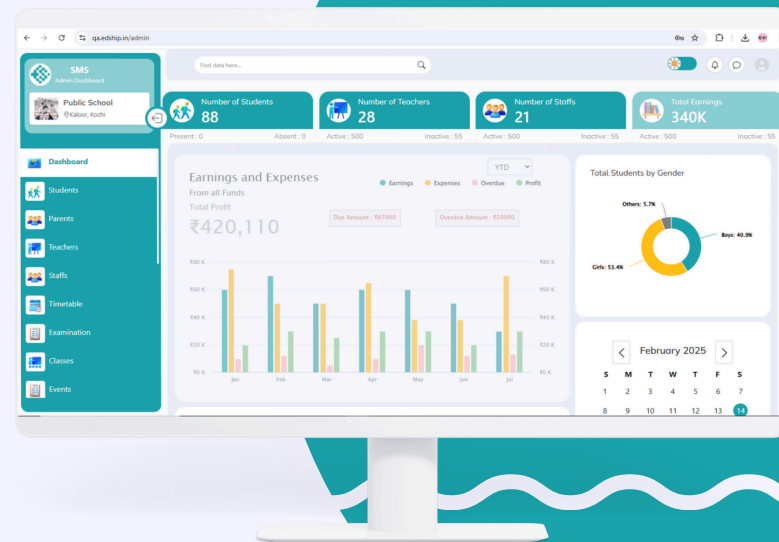 qa.edship.in/admin
SMS
Admin Dashboard
Public School
Kaloor, Kochi
Find data here...
Number of Students
88
Number of Teachers
28
Number of Staffs
21
Total Earnings
340K
Present : 0
Absent : 0
Active : 500
Inactive : 55
Active : 500
Inactive : 55
Active : 500
Inactive : 55
Dashboard
Students
Parents
Teachers
Staffs
Timetable
Examination
Classes
Events
Earnings and Expenses
From all Funds
Total Profit
₹420,110
YTD
Earnings
Expenses
Overdue
Profit
Due Amount : ₹67000
Overdue Amount : ₹20000
₹80 K
₹60 K
₹40 K
₹20 K
₹0 K
₹80 K
₹60 K
₹40 K
₹20 K
₹0 K
Jan Feb Mar Apr May Jun Jul
Total Students by Gender
Others: 5.7%
Boys: 40.9%
Girls: 53.4%
February 2025
S M T W T F S
1 2 3 4 5 6 7
8 9 10 11 12 13 14